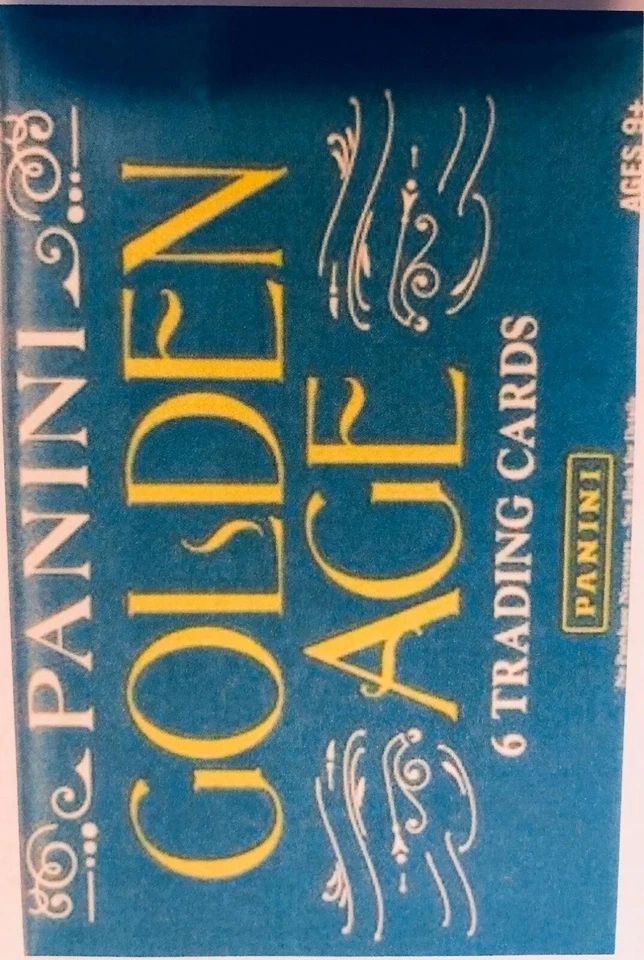 PANINI
GOLDEN
AGE
6 TRADING CARDS
PANINI
AGES 9+